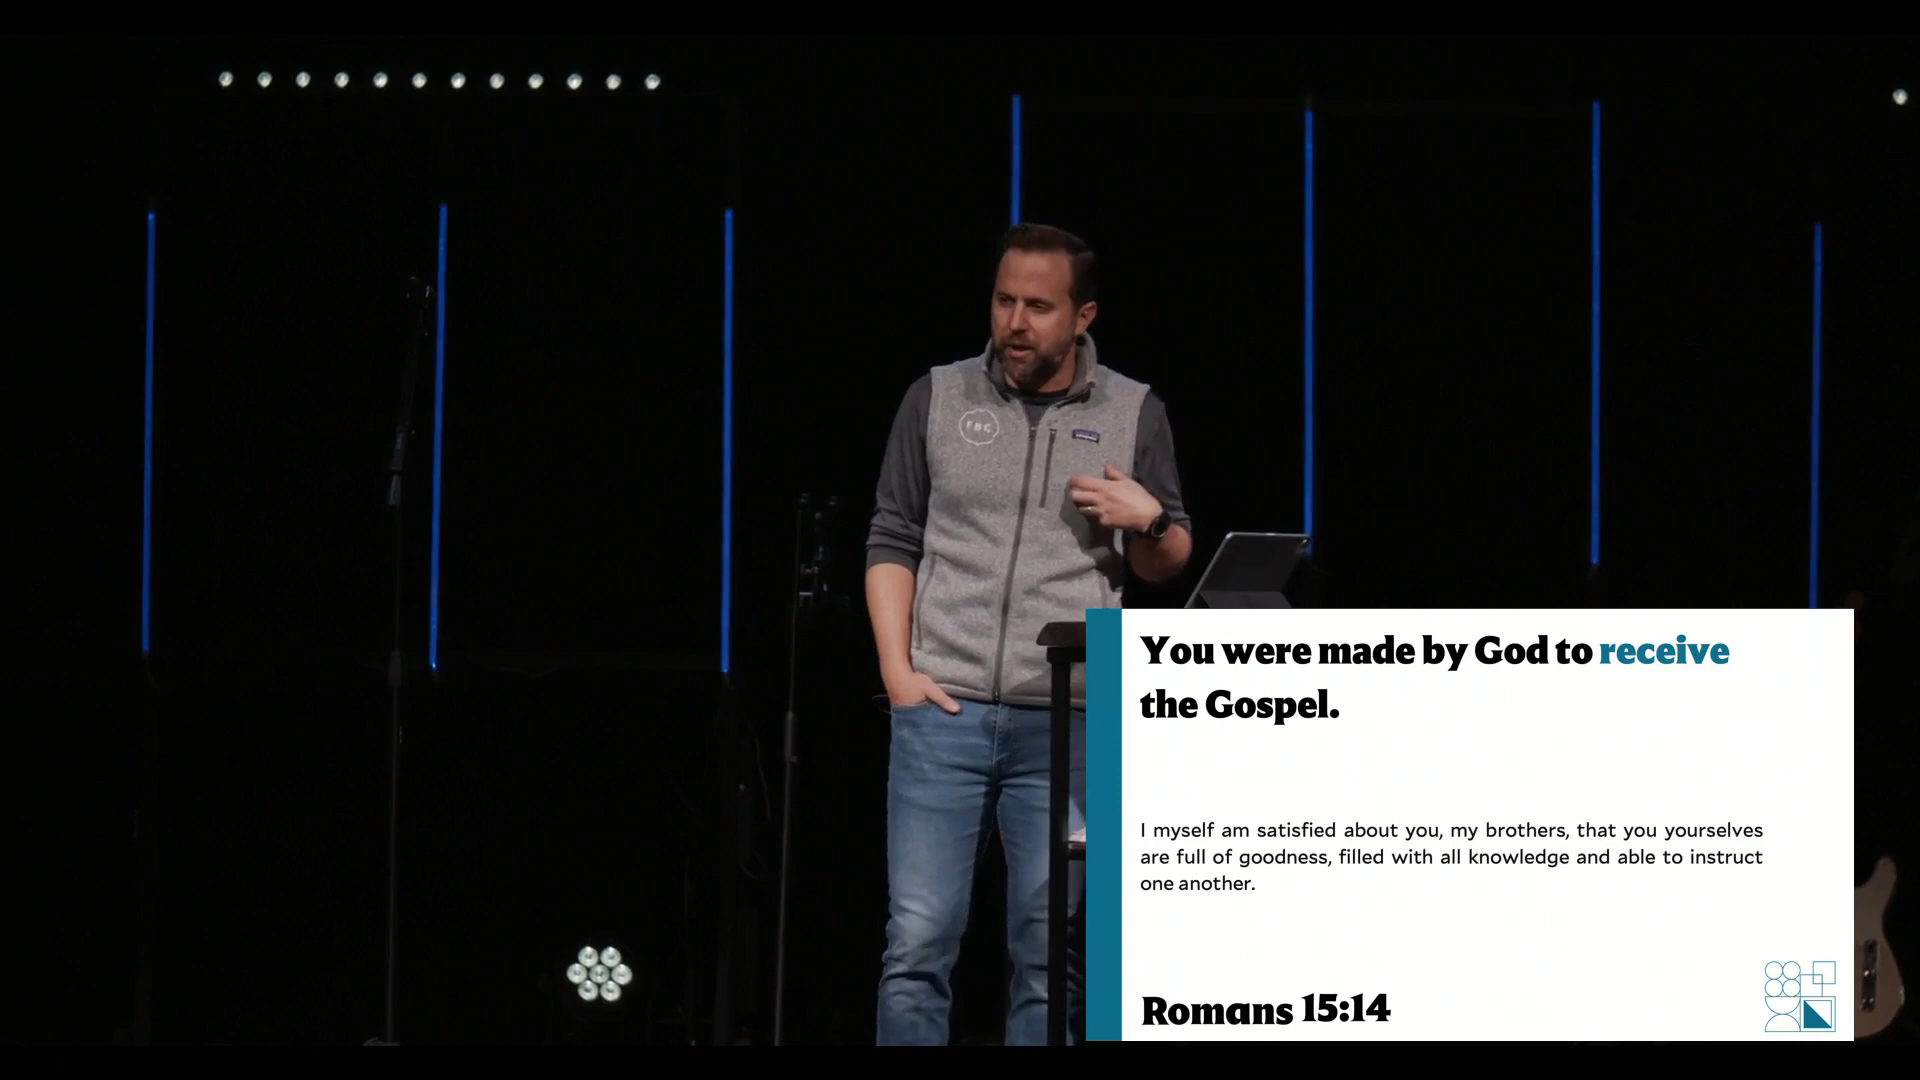 FBC
You were made by God to receive
the Gospel.
I myself am satisfied about you, my brothers, that you yourselves
are full of goodness, filled with all knowledge and able to instruct
one another.
Romans 15:14